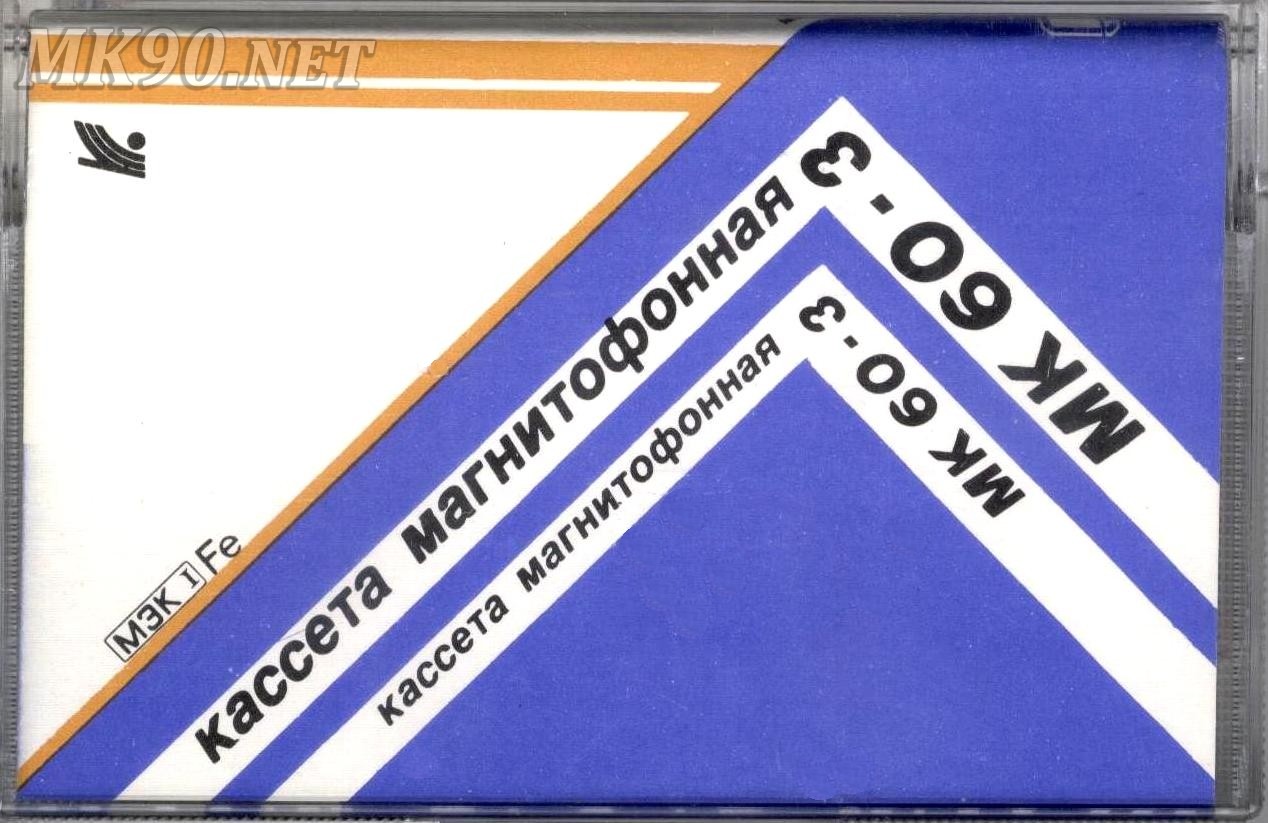 MK90.NET
кассета магнитофонная
МК 60-3
кассета магнитофонная
МК 60-3
МЭК I Fe